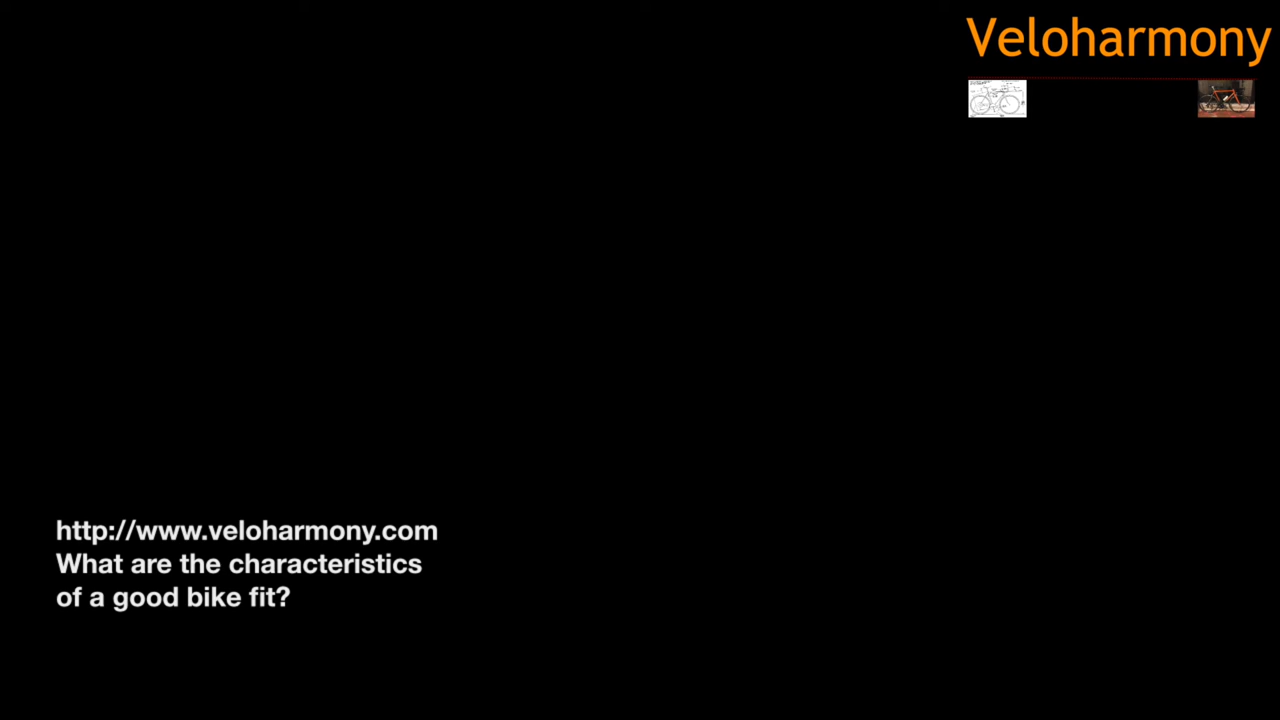 Veloharmony
http://www.veloharmony.com
What are the characteristics
of a good bike fit?